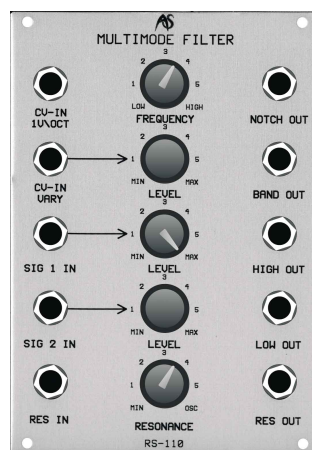 AS
MULTIMODE FILTER
3
2 4
1 5
LOW HIGH
CV-IN
1V\OCT
FREQUENCY
NOTCH OUT
3
2 4
1 5
MIN MAX
CV-IN
VARY
LEVEL
BAND OUT
3
2 4
1 5
MIN MAX
SIG 1 IN
LEVEL
HIGH OUT
3
2 4
1 5
MIN MAX
SIG 2 IN
LEVEL
LOW OUT
3
2 4
1 5
MIN OSC
RES IN
RESONANCE
RES OUT
RS-110